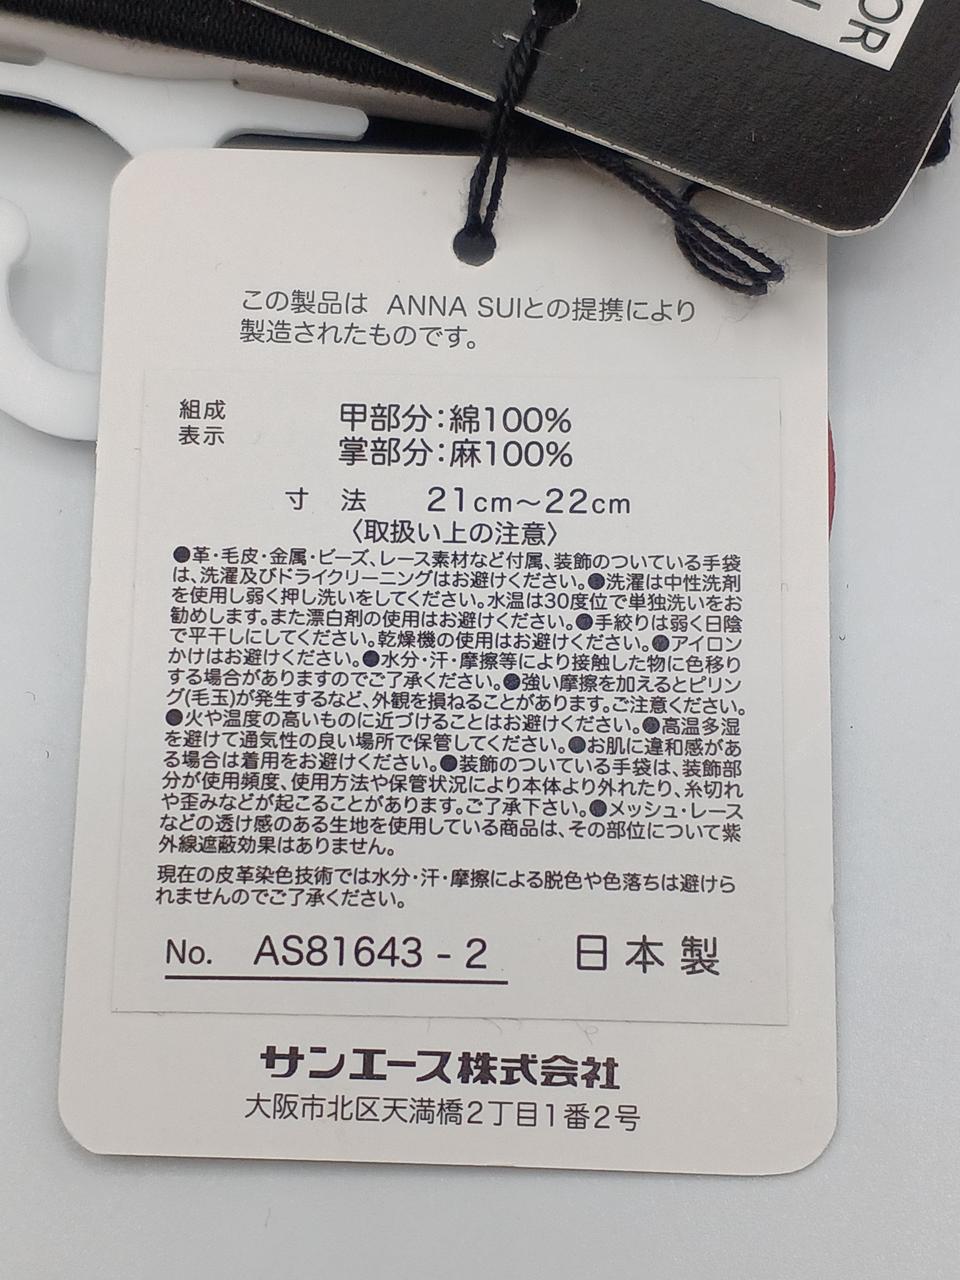 OR
この製品は ANNA SUIとの提携により
製造されたものです。
組成
表示
甲部分：綿100%
掌部分：麻100%
寸 法 21cm～22cm
〈取扱い上の注意〉
●革・毛皮・金属・ビーズ、レース素材など付属、装飾のついている手袋
は、洗濯及びドライクリーニングはお避けください。●洗濯は中性洗剤
を使用し弱く押し洗いをしてください。水温は30度位で単独洗いをお
勧めします。また漂白剤の使用はお避けください。●手絞りは弱く日陰
で平干しにしてください。乾燥機の使用はお避けください。●アイロン
かけはお避けください。●水分・汗・摩擦等により接触した物に色移り
する場合がありますのでご了承ください。●強い摩擦を加えるとピリン
グ(毛玉)が発生するなど、外観を損ねることがあります。ご注意ください。
●火や温度の高いものに近づけることはお避けください。●高温多湿
を避けて通気性の良い場所で保管してください。●お肌に違和感があ
る場合は着用をお避けください。●装飾のついている手袋は、装飾部
分が使用頻度、使用方法や保管状況により本体より外れたり、糸切れ
や歪みなどが起こることがあります。ご了承下さい。●メッシュ・レース
などの透け感のある生地を使用している商品は、その部位について紫
外線遮蔽効果はありません。
現在の皮革染色技術では水分・汗・摩擦による脱色や色落ちは避けら
れませんのでご了承ください。
No. AS81643 - 2 日本製
サンエース株式会社
大阪市北区天満橋2丁目1番2号